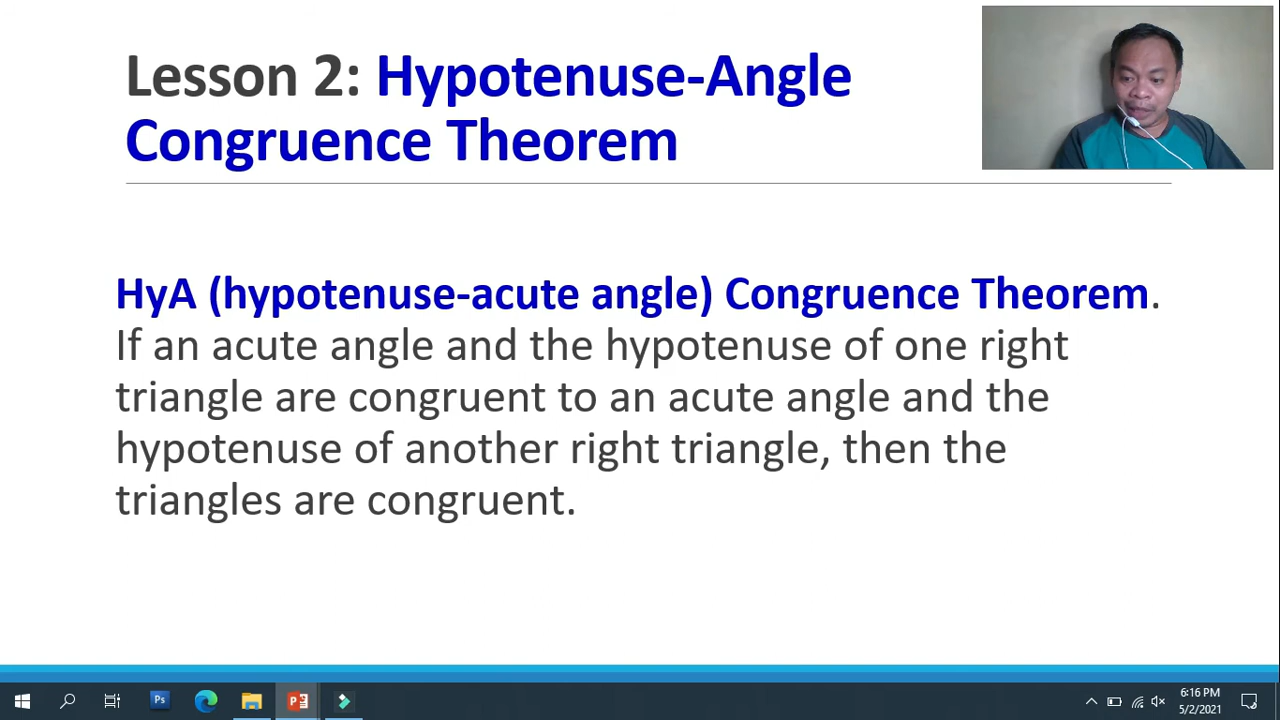 Lesson 2: Hypotenuse-Angle
Congruence Theorem
HyA (hypotenuse-acute angle) Congruence Theorem.
If an acute angle and the hypotenuse of one right
triangle are congruent to an acute angle and the
hypotenuse of another right triangle, then the
triangles are congruent.
Ps
P
6:16 PM
5/2/2021